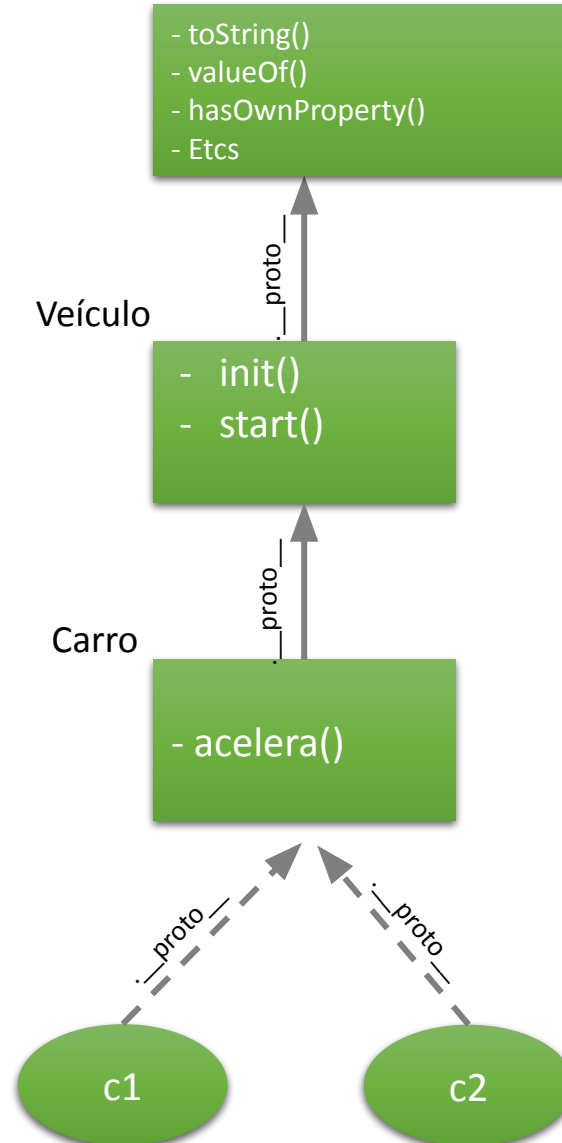 - toString()
- valueOf()
- hasOwnProperty()
- Etcs
.__proto__
Veículo
- init()
- start()
.__proto__
Carro
- acelera()
.__proto__
.__proto__
c1
c2